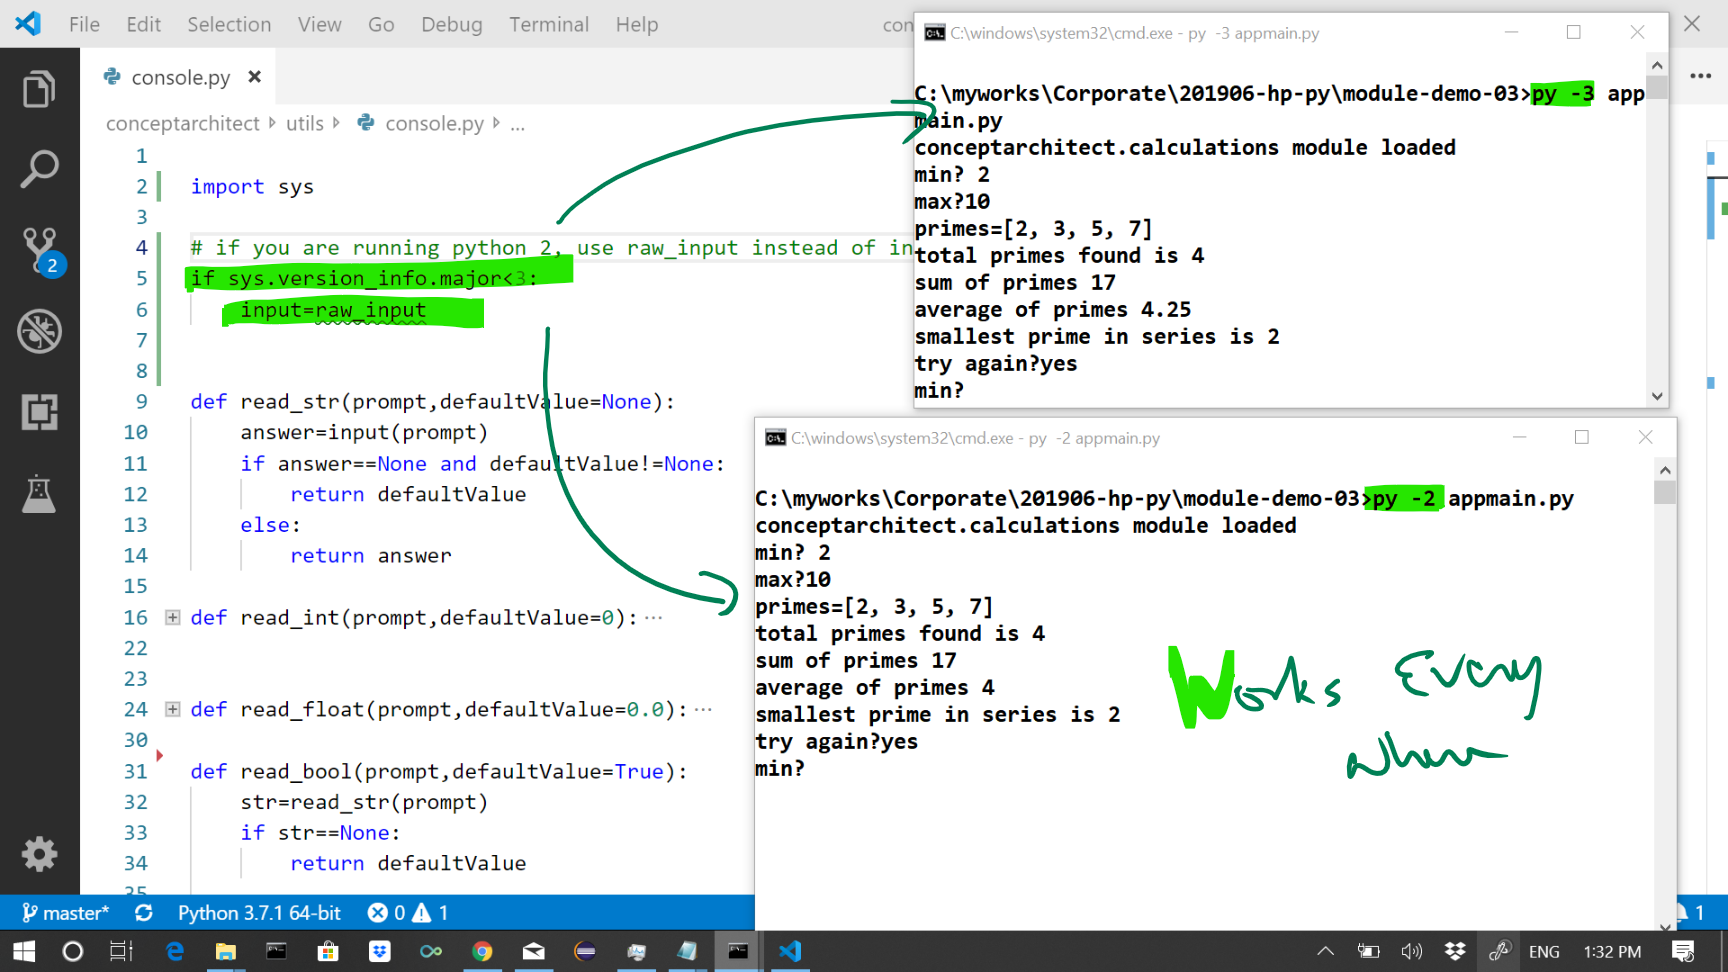 File Edit Selection View Go Debug Terminal Help con
console.py
conceptarchitect utils console.py ...
1
2 import sys
3
4 # if you are running python 2, use raw_input instead of in
5 if sys.version_info.major<3:
6 input=raw_input
7
8
9 def read_str(prompt,defaultValue=None):
10 answer=input(prompt)
11 if answer==None and defaultValue!=None:
12 return defaultValue
13 else:
14 return answer
15
16 def read_int(prompt,defaultValue=0):...
22
23
24 def read_float(prompt,defaultValue=0.0):...
30
31 def read_bool(prompt,defaultValue=True):
32 str=read_str(prompt)
33 if str==None:
34 return defaultValue
35
2
C:\windows\system32\cmd.exe - py -3 appmain.py
C:\myworks\Corporate\201906-hp-py\module-demo-03>py -3 app
main.py
conceptarchitect.calculations module loaded
min? 2
max?10
primes=[2, 3, 5, 7]
total primes found is 4
sum of primes 17
average of primes 4.25
smallest prime in series is 2
try again?yes
min?
C:\windows\system32\cmd.exe - py -2 appmain.py
C:\myworks\Corporate\201906-hp-py\module-demo-03>py -2 appmain.py
conceptarchitect.calculations module loaded
min? 2
max?10
primes=[2, 3, 5, 7]
total primes found is 4
sum of primes 17
average of primes 4
smallest prime in series is 2
try again?yes
min?
Works Every
where
master* Python 3.7.1 64-bit 0 1 1
ENG 1:32 PM